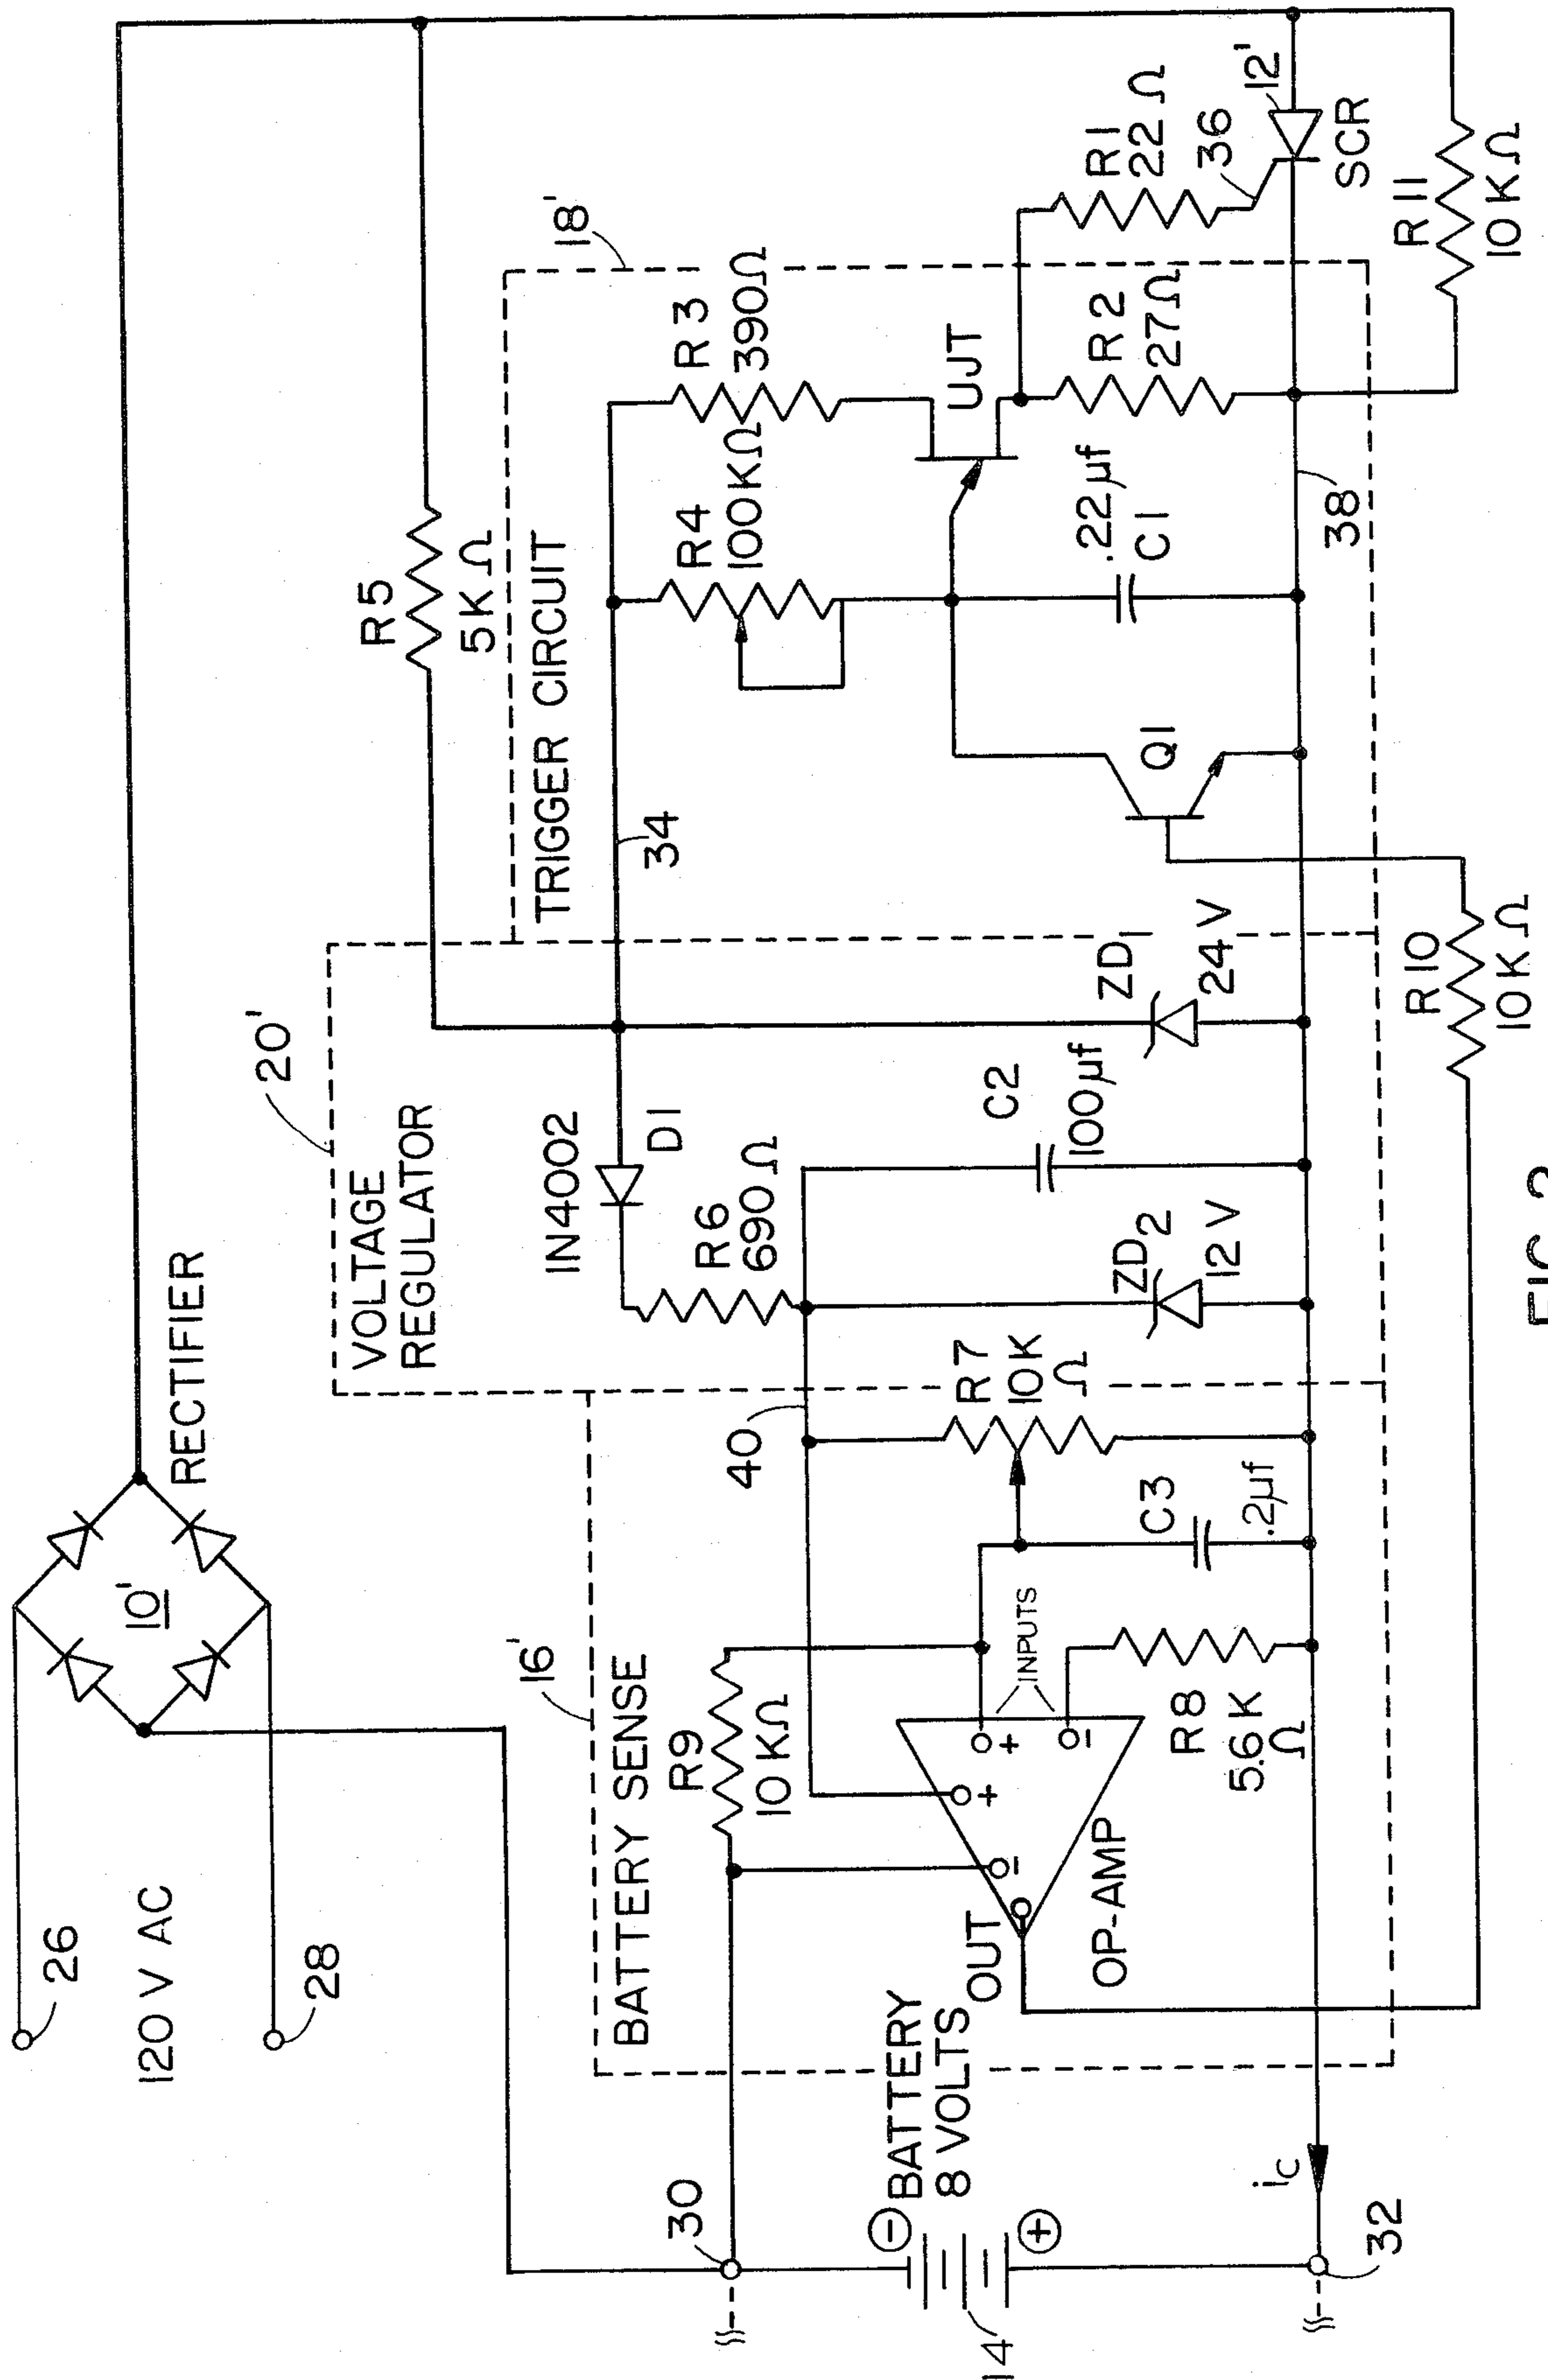 26
120 V AC
28
10'
RECTIFIER
R5
5K Ω
20'
VOLTAGE
REGULATOR
18'
TRIGGER CIRCUIT
16'
BATTERY SENSE
R9
10 KΩ
30
BATTERY
8 VOLTS
14
32
iC
OUT
OP-AMP
INPUTS
+
−
+
−
R8
5.6 K
Ω
C3
.2μf
40
R7
10K
Ω
1N4002
D1
R6
690 Ω
ZD2
12 V
C2
100μf
ZD1
24 V
34
R4
100KΩ
R3
390Ω
UJT
Q1
.22μf
C1
R2
27Ω
R1
22 Ω
36
12'
SCR
38
R10
10K Ω
R11
10KΩ